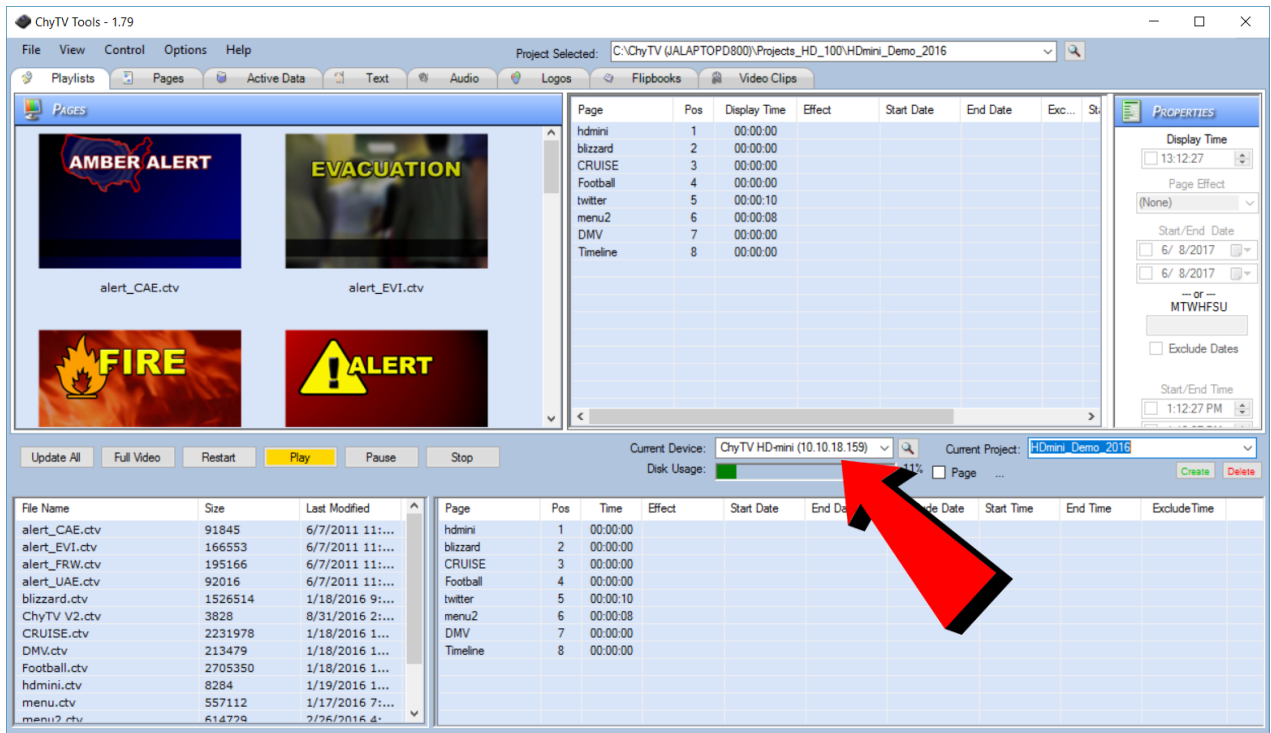 ChyTV Tools - 1.79
File View Control Options Help
Project Selected: C:\ChyTV (JALAPTOPD800)\Projects_HD_100\HDmini_Demo_2016
Playlists Pages Active Data Text Audio Logos Flipbooks Video Clips
PAGES
AMBER ALERT
EVACUATION
alert_CAE.ctv alert_EVI.ctv
FIRE
ALERT
Page Pos Display Time Effect Start Date End Date Exc...
hdmini 1 00:00:00
blizzard 2 00:00:00
CRUISE 3 00:00:00
Football 4 00:00:00
twitter 5 00:00:10
menu2 6 00:00:08
DMV 7 00:00:00
Timeline 8 00:00:00
PROPERTIES
Display Time
13:12:27
Page Effect
(None)
Start/End Date
6/ 8/2017
6/ 8/2017
--- or ---
MTWHFSU
Exclude Dates
Start/End Time
1:12:27 PM
Update All Full Video Restart Play Pause Stop
Current Device: ChyTV HD-mini (10.10.18.159) Current Project: HDmini_Demo_2016
Disk Usage: 11% Page ... Create Delete
File Name Size Last Modified
alert_CAE.ctv 91845 6/7/2011 11:...
alert_EVI.ctv 166553 6/7/2011 11:...
alert_FRW.ctv 195166 6/7/2011 11:...
alert_UAE.ctv 92016 6/7/2011 11:...
blizzard.ctv 1526514 1/18/2016 9:...
ChyTV V2.ctv 3828 8/31/2016 2:...
CRUISE.ctv 2231978 1/18/2016 1...
DMV.ctv 213479 1/18/2016 1...
Football.ctv 2705350 1/18/2016 1...
hdmini.ctv 8284 1/19/2016 1...
menu.ctv 557112 1/17/2016 7:...
menu2.ctv 614729 2/26/2016 4:
Page Pos Time Effect Start Date End Da ude Date Start Time End Time ExcludeTime
hdmini 1 00:00:00
blizzard 2 00:00:00
CRUISE 3 00:00:00
Football 4 00:00:00
twitter 5 00:00:10
menu2 6 00:00:08
DMV 7 00:00:00
Timeline 8 00:00:00